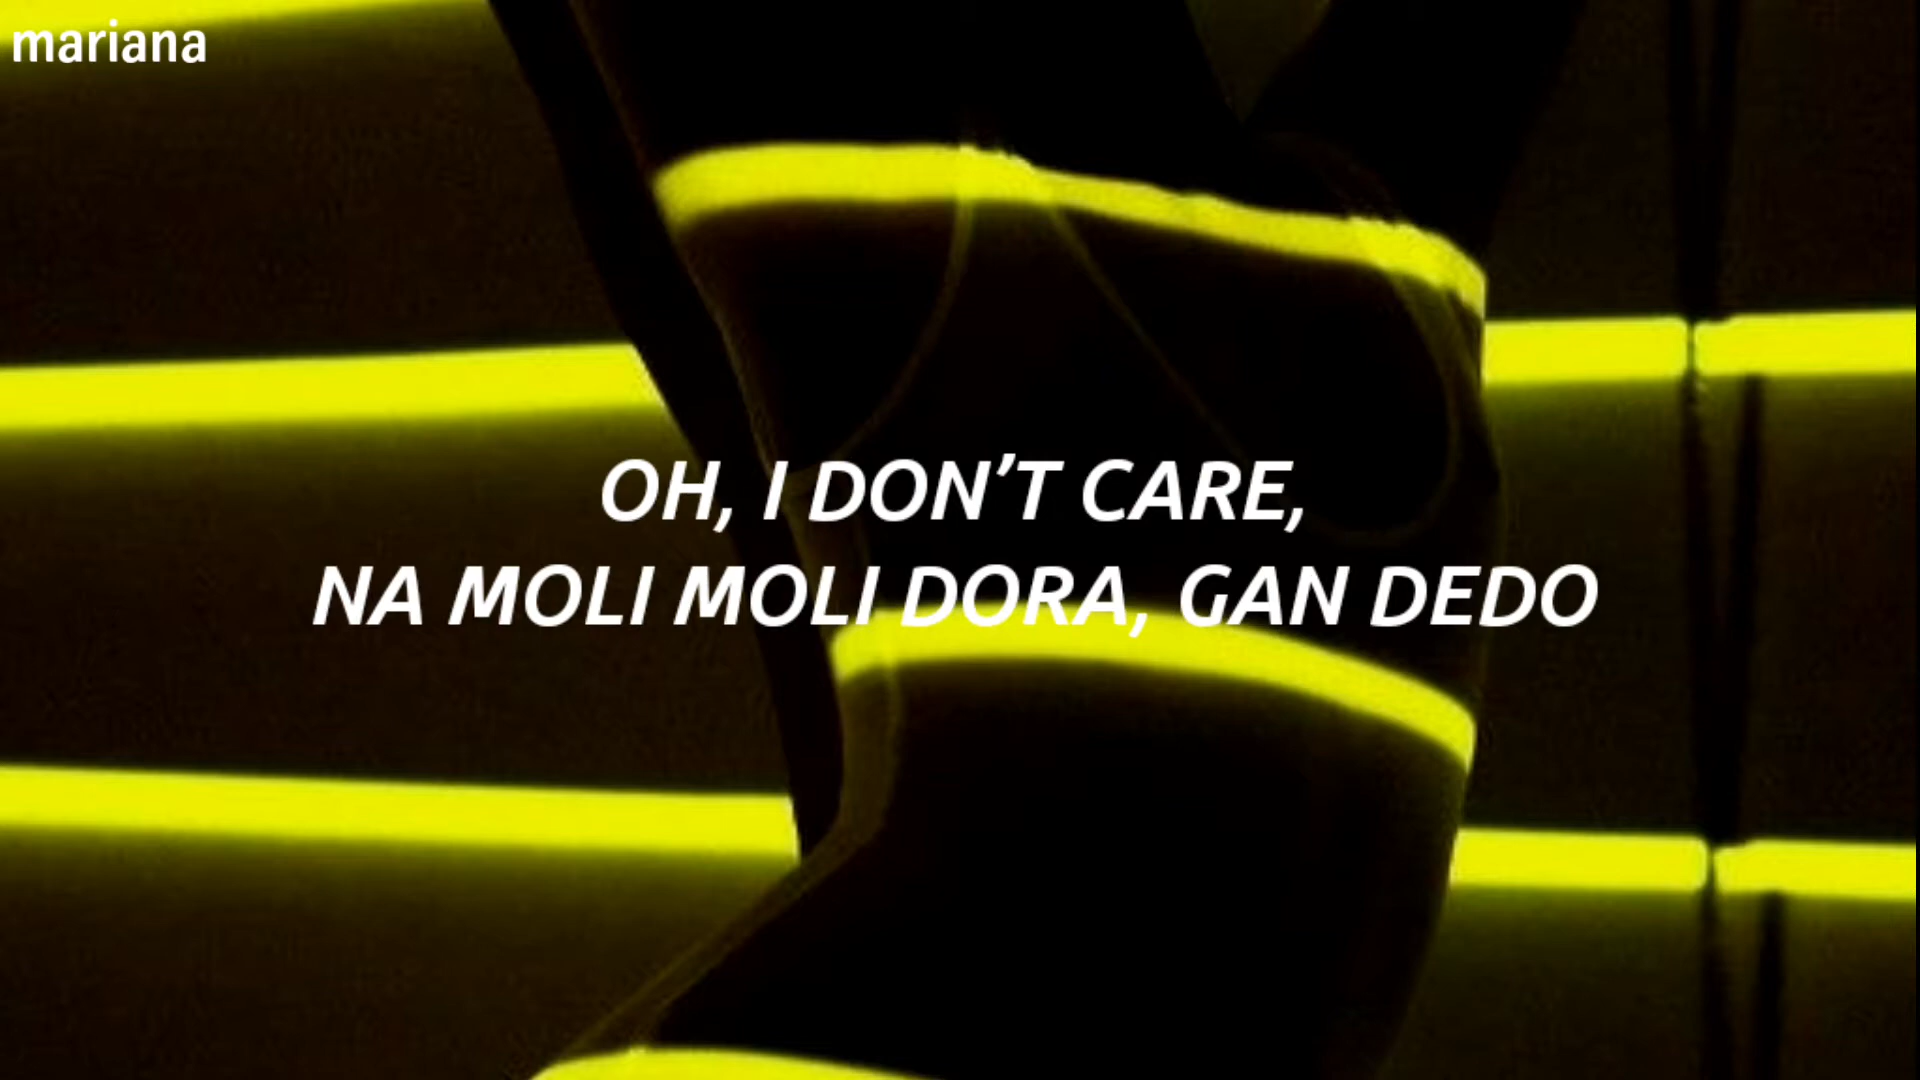 mariana
OH, I DON'T CARE,
NA MOLI MOLI DORA, GAN DEDO